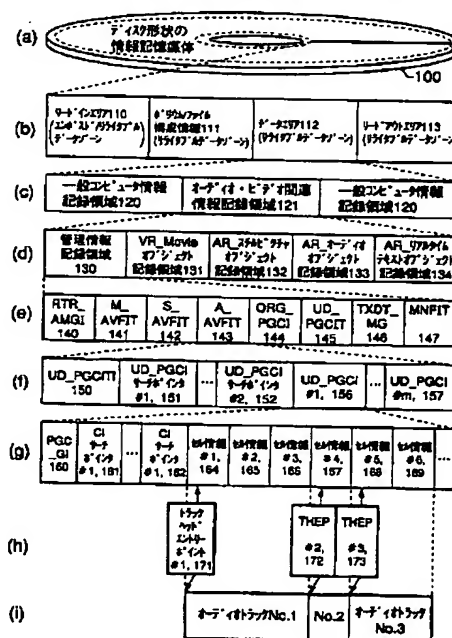 (a)
ディスク形状の
情報記憶媒体
100
(b)
リードインエリア110
(エンボスド/リライタブル)
データゾーン)
ボリウム/ファイル
構成情報111
(リライタブルデータゾーン)
データエリア112
(リライタブルデータゾーン)
リードアウトエリア113
(リライタブルデータゾーン)
(c)
一般コンピュータ情報
記録領域120
オーディオ・ビデオ関連
情報記録領域121
一般コンピュータ情報
記録領域120
(d)
管理情報
記録領域
130
VR_Movie
オブジェクト
記録領域131
AR_スチルピクチャ
オブジェクト
記録領域132
AR_オーディオ
オブジェクト
記録領域133
AR_リアルタイム
テキストオブジェクト
記録領域134
(e)
RTR_
AMGI
140
M_
AVFIT
141
S_
AVFIT
142
A_
AVFIT
143
ORG_
PGCI
144
UD_
PGCIT
145
TXDT_
MG
146
MNFIT
147
(f)
UD_PGCITI
150
UD_PGCI
サーチポインタ
#1, 151
...
UD_PGCI
サーチポインタ
#2, 152
UD_PGCI
#1, 156
...
UD_PGCI
#m, 157
(g)
PGC
_GI
160
CI
サーチ
ポインタ
#1, 161
...
CI
サーチ
ポインタ
#1, 162
セル情報
#1,
164
セル情報
#2,
165
セル情報
#3,
166
セル情報
#4,
167
セル情報
#5,
168
セル情報
#6,
169
...
(h)
トラック
ヘッド
エントリー
ポイント
#1, 171
THEP
#2,
172
THEP
#3,
173
(i)
オーディオトラックNo.1
No.2
オーディオトラック
No.3